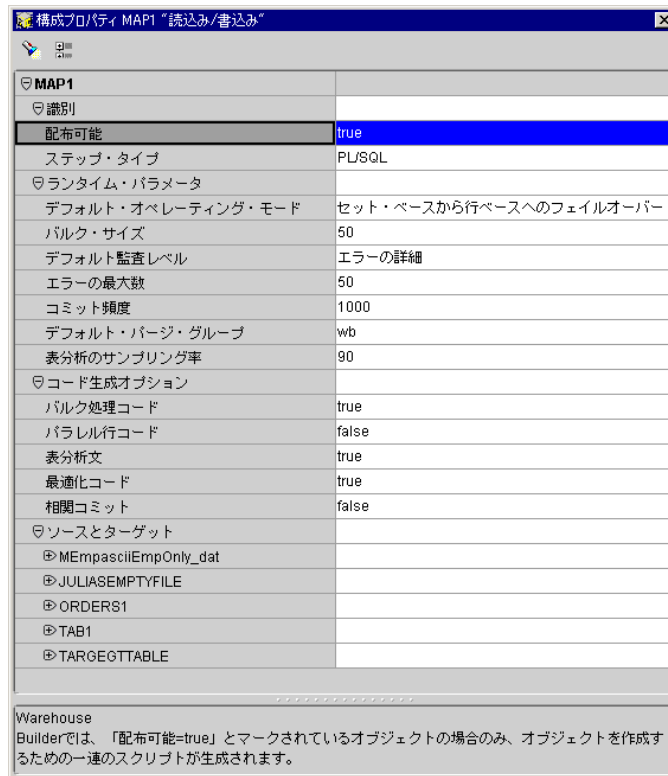 構成プロパティ MAP1 “読込み/書込み”
MAP1
識別
配布可能 true
ステップ・タイプ PL/SQL
ランタイム・パラメータ
デフォルト・オペレーティング・モード セット・ベースから行ベースへのフェイルオーバー
バルク・サイズ 50
デフォルト監査レベル エラーの詳細
エラーの最大数 50
コミット頻度 1000
デフォルト・パージ・グループ wb
表分析のサンプリング率 90
コード生成オプション
バルク処理コード true
パラレル行コード false
表分析文 true
最適化コード true
相関コミット false
ソースとターゲット
MEmpasciiEmpOnly_dat
JULIASEMPTYFILE
ORDERS1
TAB1
TARGEGTTABLE
Warehouse
Builderでは、「配布可能=true」とマークされているオブジェクトの場合のみ、オブジェクトを作成す
るための一連のスクリプトが生成されます。